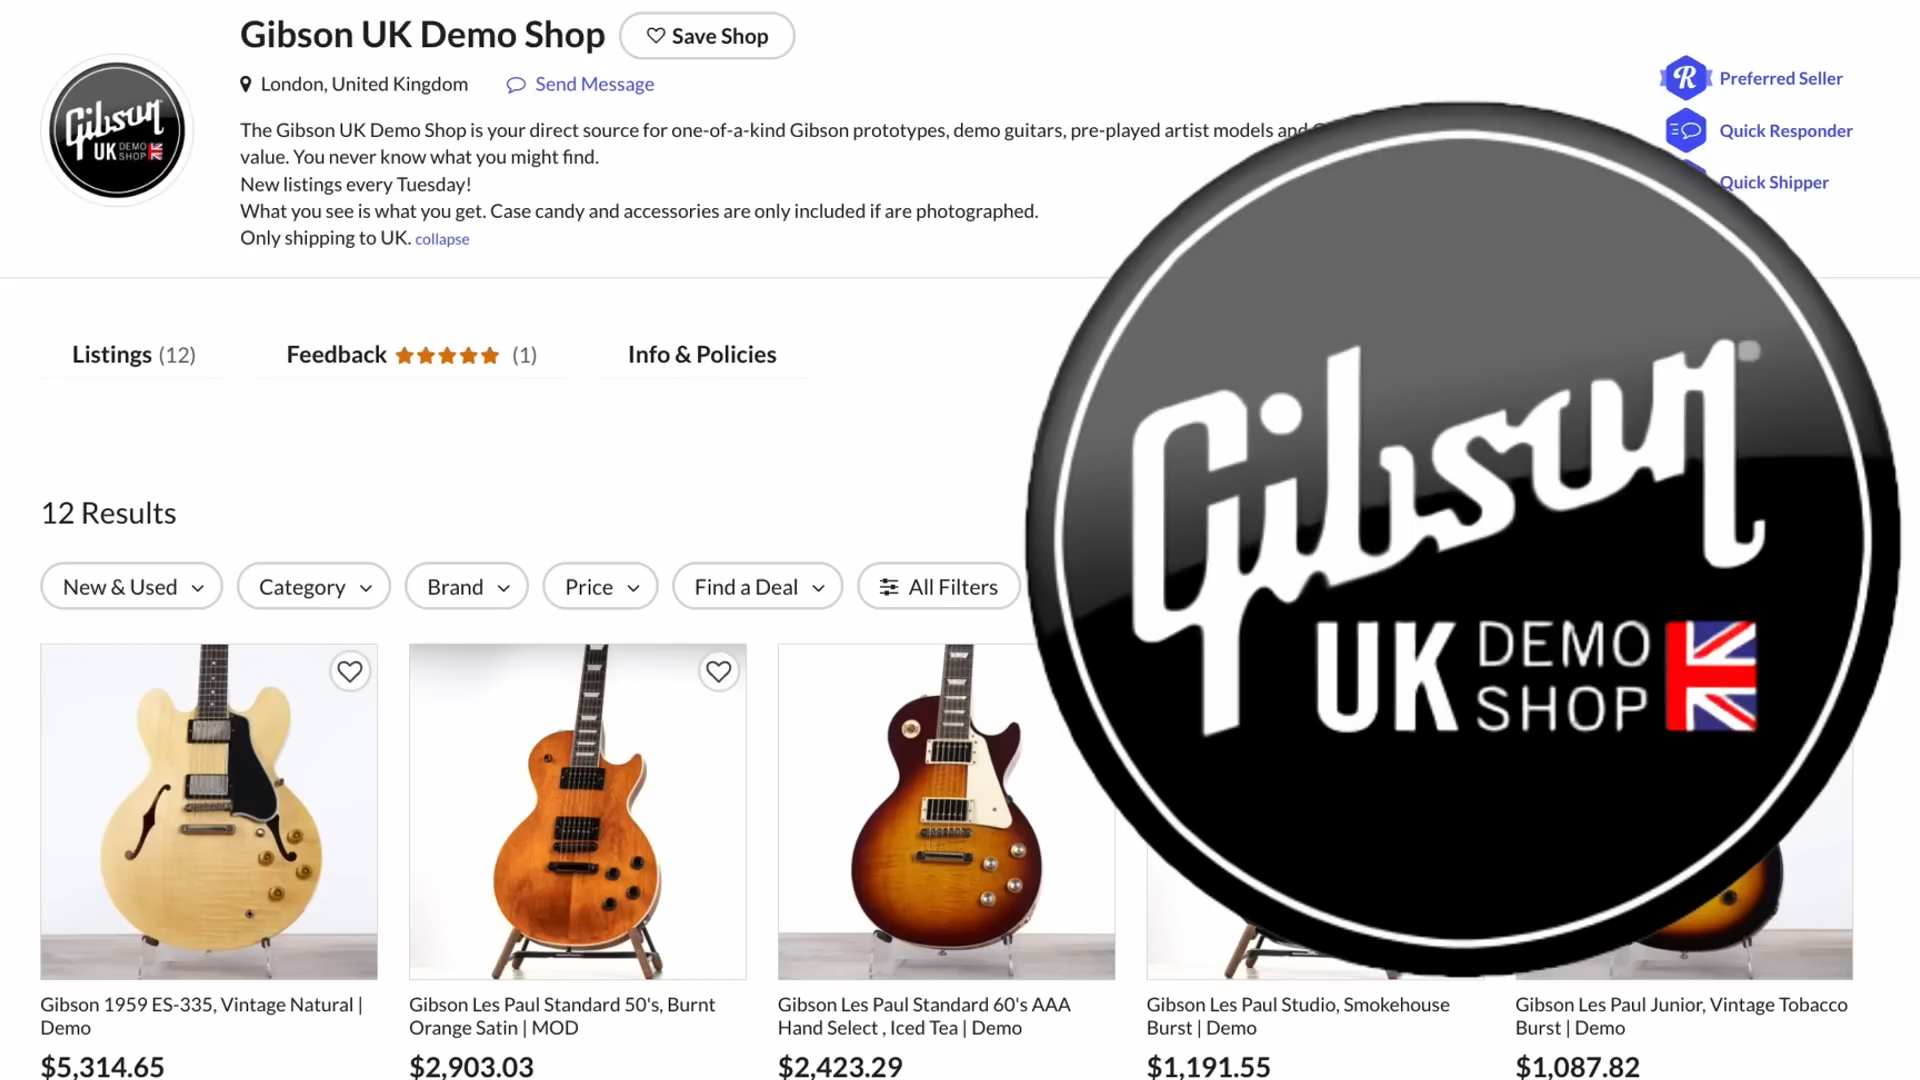 Gibson UK Demo Shop
Save Shop
London, United Kingdom
Send Message
Preferred Seller
Quick Responder
Quick Shipper
The Gibson UK Demo Shop is your direct source for one-of-a-kind Gibson prototypes, demo guitars, pre-played artist models and
value. You never know what you might find.
New listings every Tuesday!
What you see is what you get. Case candy and accessories are only included if are photographed.
Only shipping to UK. collapse
Gibson
UK DEMO
SHOP
Listings (12)
Feedback (1)
Info & Policies
12 Results
New & Used
Category
Brand
Price
Find a Deal
All Filters
Gibson
UK DEMO
SHOP
Gibson 1959 ES-335, Vintage Natural |
Demo
$5,314.65
Gibson Les Paul Standard 50's, Burnt
Orange Satin | MOD
$2,903.03
Gibson Les Paul Standard 60's AAA
Hand Select , Iced Tea | Demo
$2,423.29
Gibson Les Paul Studio, Smokehouse
Burst | Demo
$1,191.55
Gibson Les Paul Junior, Vintage Tobacco
Burst | Demo
$1,087.82